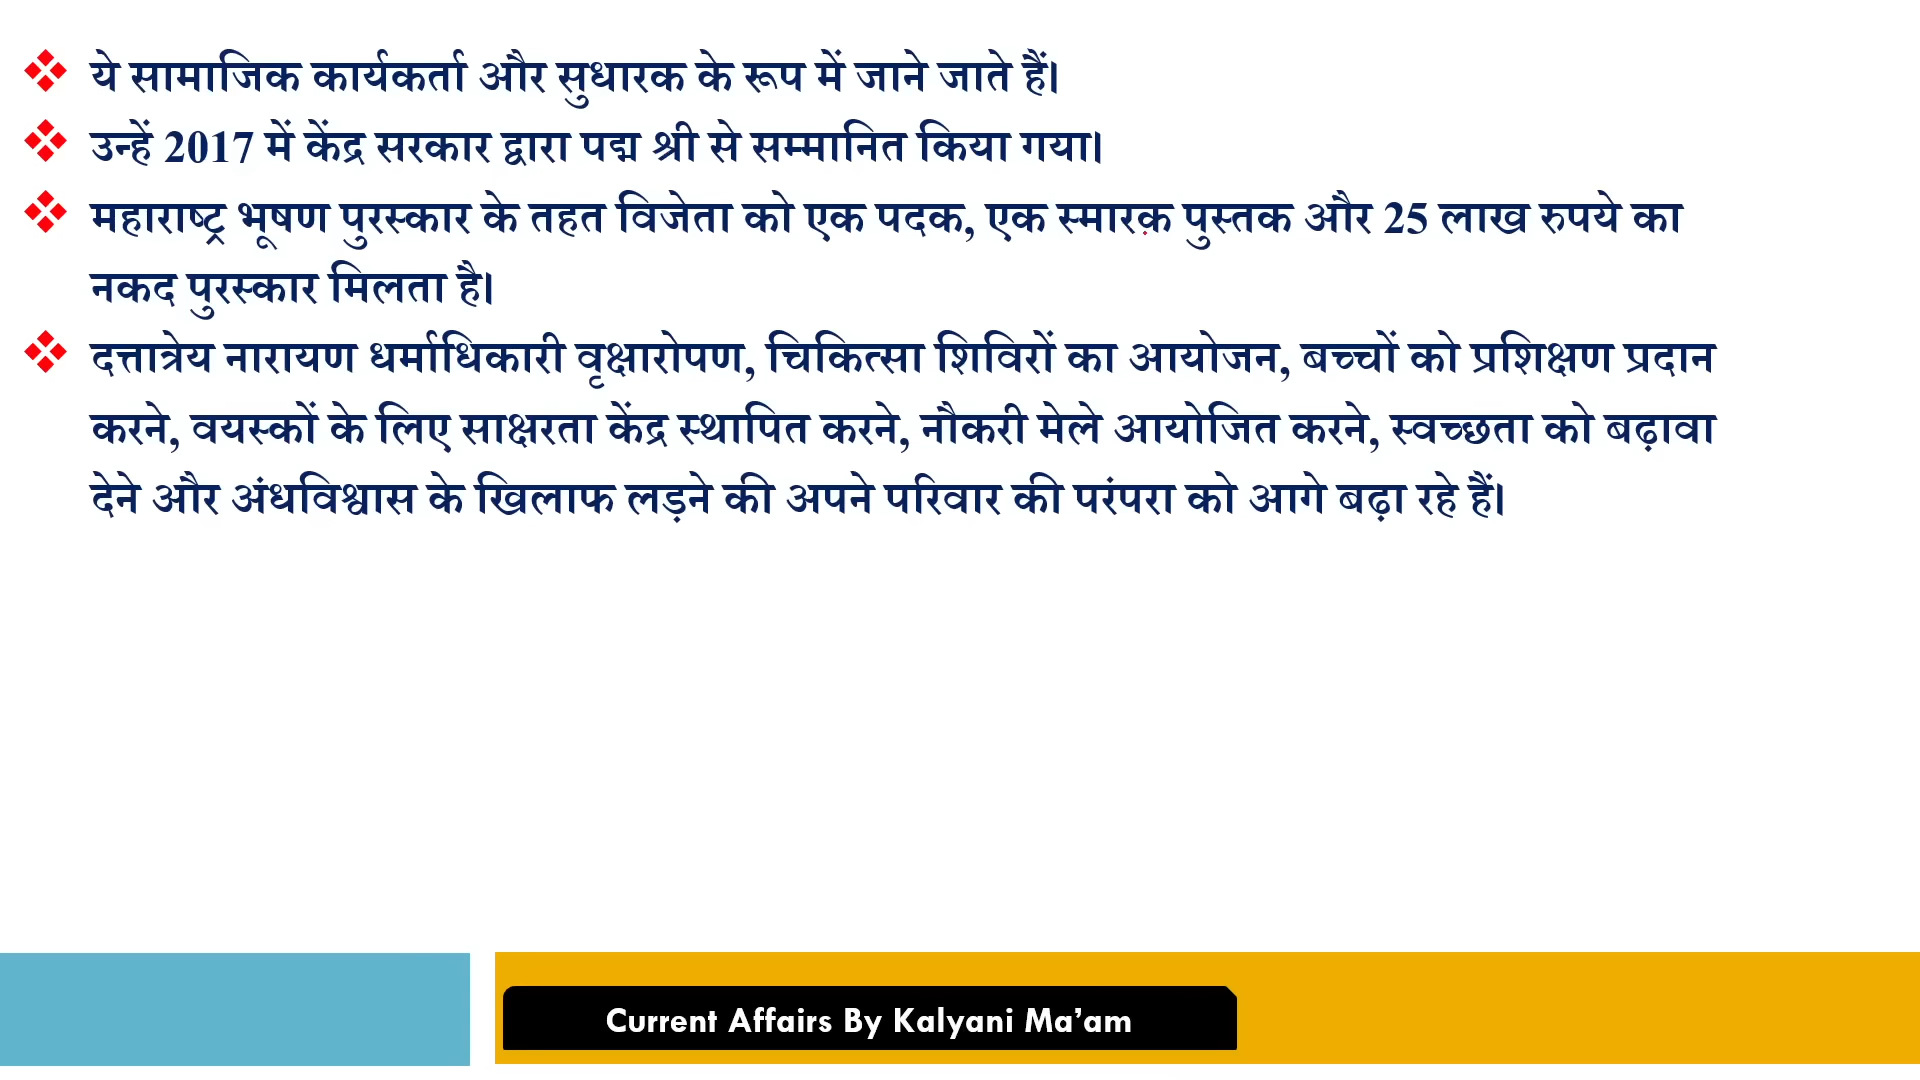 ये सामाजिक कार्यकर्ता और सुधारक के रूप में जाने जाते हैं।
उन्हें 2017 में केंद्र सरकार द्वारा पद्म श्री से सम्मानित किया गया।
महाराष्ट्र भूषण पुरस्कार के तहत विजेता को एक पदक, एक स्मारक पुस्तक और 25 लाख रुपये का
नकद पुरस्कार मिलता है।
दत्तात्रेय नारायण धर्माधिकारी वृक्षारोपण, चिकित्सा शिविरों का आयोजन, बच्चों को प्रशिक्षण प्रदान
करने, वयस्कों के लिए साक्षरता केंद्र स्थापित करने, नौकरी मेले आयोजित करने, स्वच्छता को बढ़ावा
देने और अंधविश्वास के खिलाफ लड़ने की अपने परिवार की परंपरा को आगे बढ़ा रहे हैं।
Current Affairs By Kalyani Ma’am